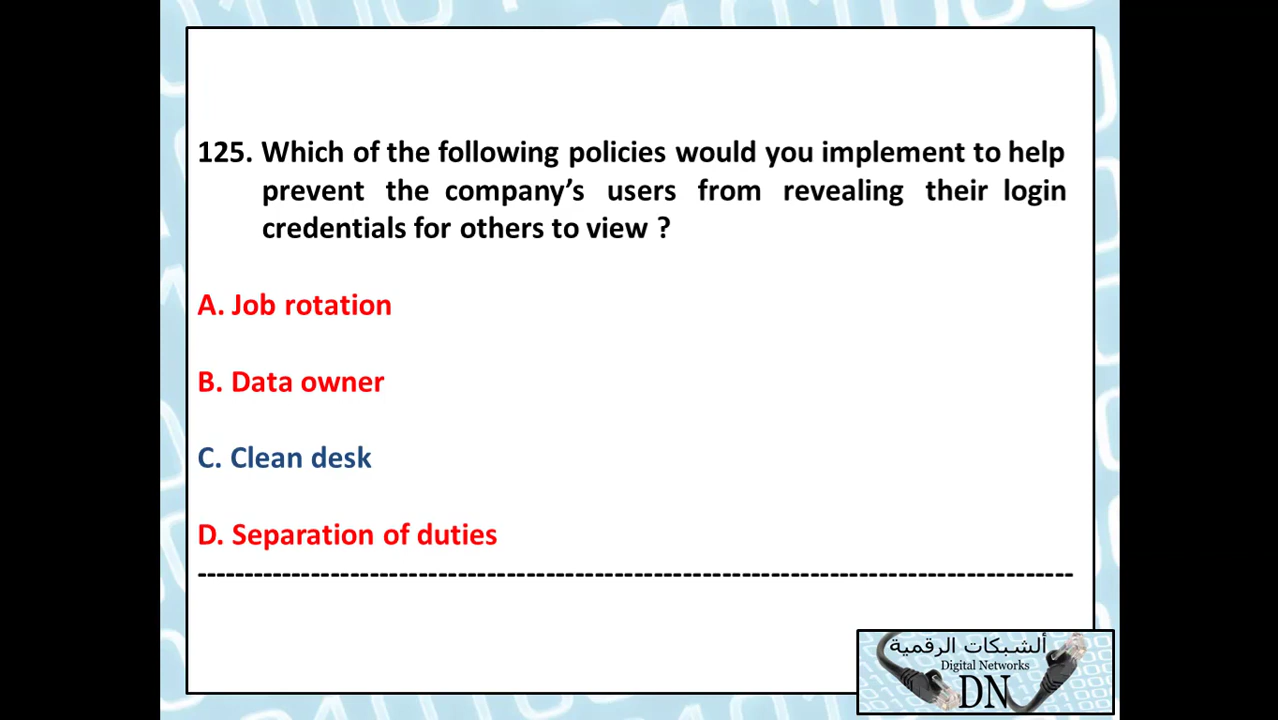 125. Which of the following policies would you implement to help
prevent the company’s users from revealing their login
credentials for others to view ?
A. Job rotation
B. Data owner
C. Clean desk
D. Separation of duties
-----------------------------------------------------------------------------------------------
ألشبكات الرقمية
Digital Networks
DN